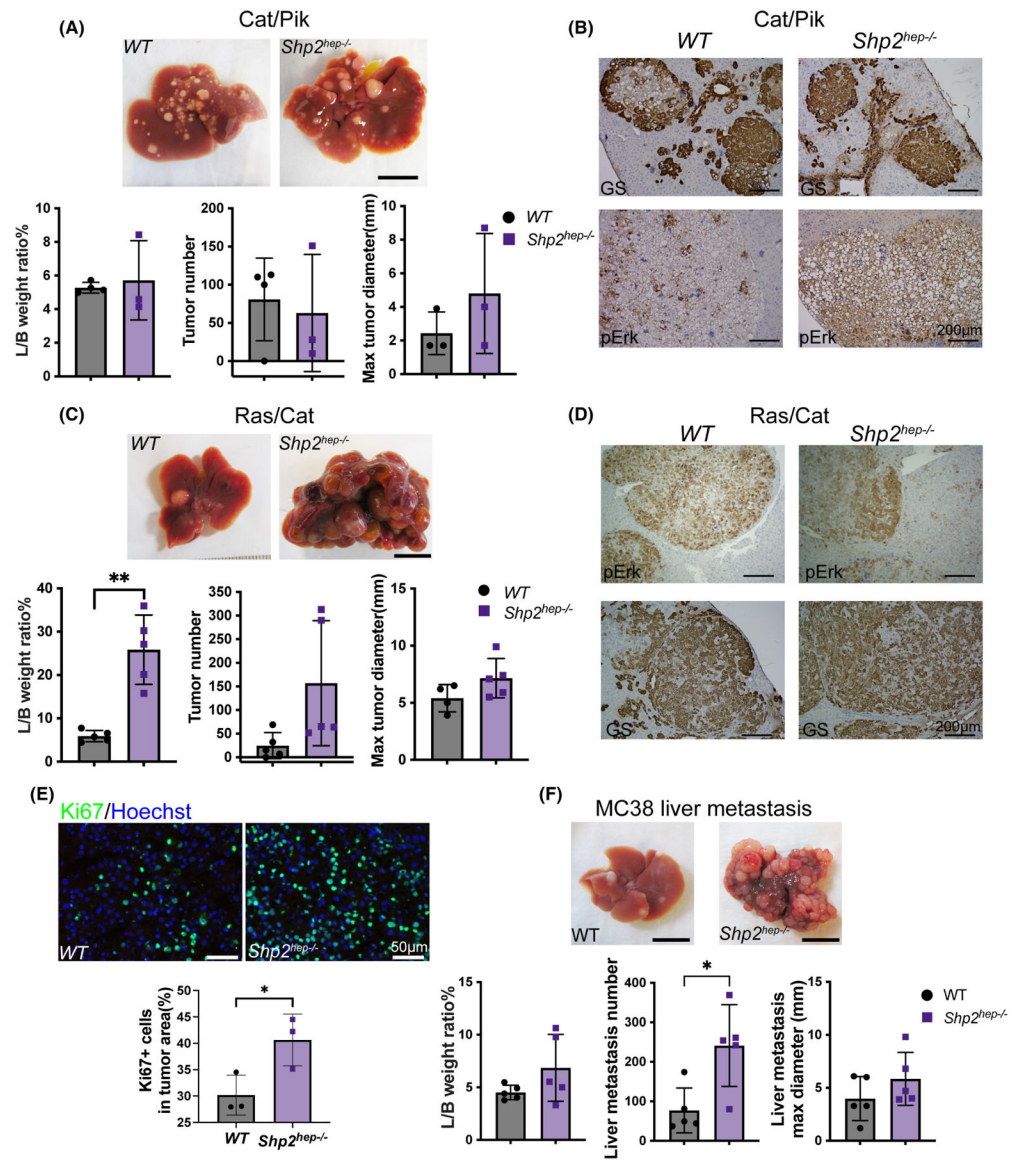 (A)
Cat/Pik
WT
Shp2hep-/-
L/B weight ratio%
10
8
6
4
2
0
Tumor number
200
150
100
50
0
Max tumor diameter(mm)
10
8
6
4
2
0
WT
Shp2hep-/-
(B)
Cat/Pik
WT
Shp2hep-/-
GS
pErk
pErk
200µm
(C)
Ras/Cat
WT
Shp2hep-/-
**
L/B weight ratio%
40
30
20
10
0
Tumor number
350
300
250
200
150
100
50
0
Max tumor diameter(mm)
15
10
5
0
WT
Shp2hep-/-
(D)
Ras/Cat
WT
Shp2hep-/-
pErk
pErk
GS
GS
200µm
(E)
Ki67/Hoechst
WT
Shp2hep-/-
50µm
*
Ki67+ cells
in tumor area(%)
50
45
40
35
30
25
WT
Shp2hep-/-
(F)
MC38 liver metastasis
WT
Shp2hep-/-
L/B weight ratio%
15
10
5
0
*
Liver metastasis number
400
300
200
100
0
Liver metastasis
max diameter (mm)
15
10
5
0
WT
Shp2hep-/-